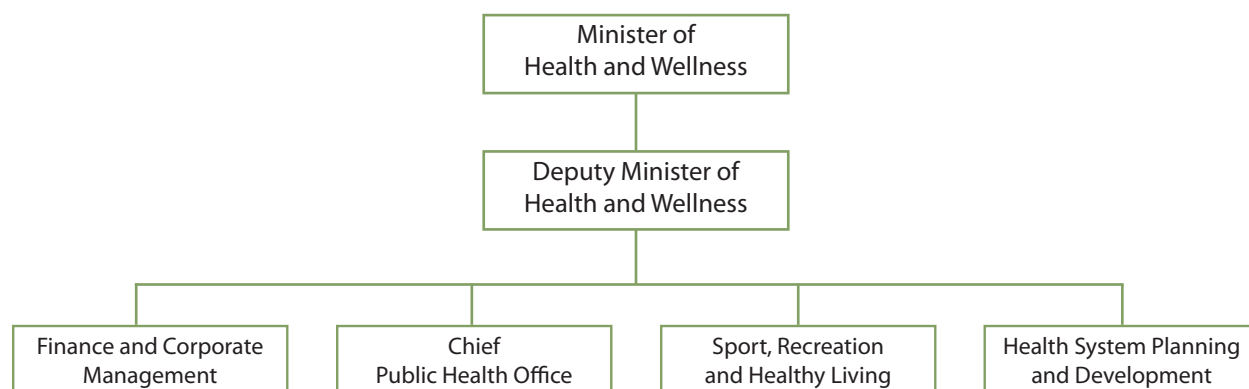 Minister of
Health and Wellness
Deputy Minister of
Health and Wellness
Finance and Corporate
Management
Chief
Public Health Office
Sport, Recreation
and Healthy Living
Health System Planning
and Development